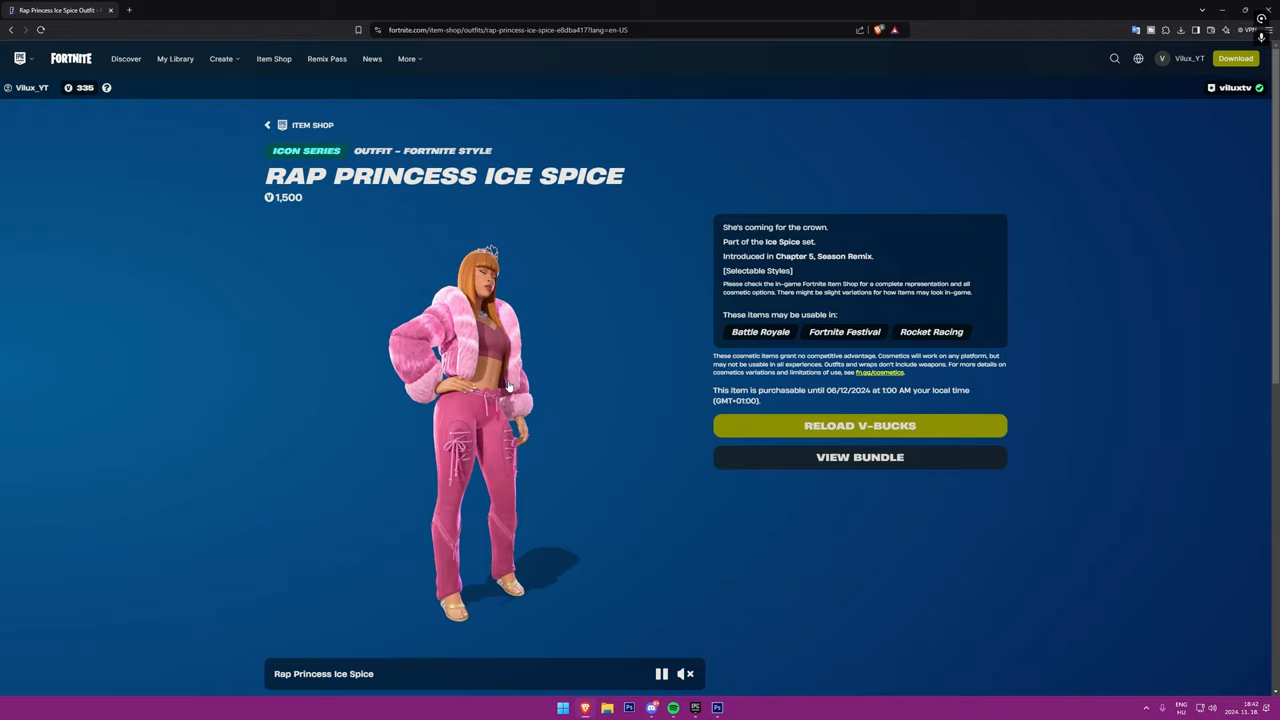 Rap Princess Ice Spice Outfit -
fortnite.com/item-shop/outfits/rap-princess-ice-spice-e8dba417?lang=en-US
VPN
EPIC
FORTNITE
Discover
My Library
Create
Item Shop
Remix Pass
News
More
V
Vilux_YT
Download
Vilux_YT
V
335
?
viluxtv
ITEM SHOP
ICON SERIES
OUTFIT - FORTNITE STYLE
RAP PRINCESS ICE SPICE
V 1,500
She's coming for the crown.
Part of the Ice Spice set.
Introduced in Chapter 5, Season Remix.
[Selectable Styles]
Please check the in-game Fortnite Item Shop for a complete representation and all
cosmetic options. There might be slight variations for how items may look in-game.
These items may be usable in:
Battle Royale
Fortnite Festival
Rocket Racing
These cosmetic items grant no competitive advantage. Cosmetics will work on any platform, but
may not be usable in all experiences. Outfits and wraps don't include weapons. For more details on
cosmetics variations and limitations of use, see fn.gg/cosmetics.
This item is purchasable until 06/12/2024 at 1:00 AM your local time
(GMT+01:00).
RELOAD V-BUCKS
VIEW BUNDLE
Rap Princess Ice Spice
Ps
Ps
ENG
HU
18:42
2024. 11. 18.